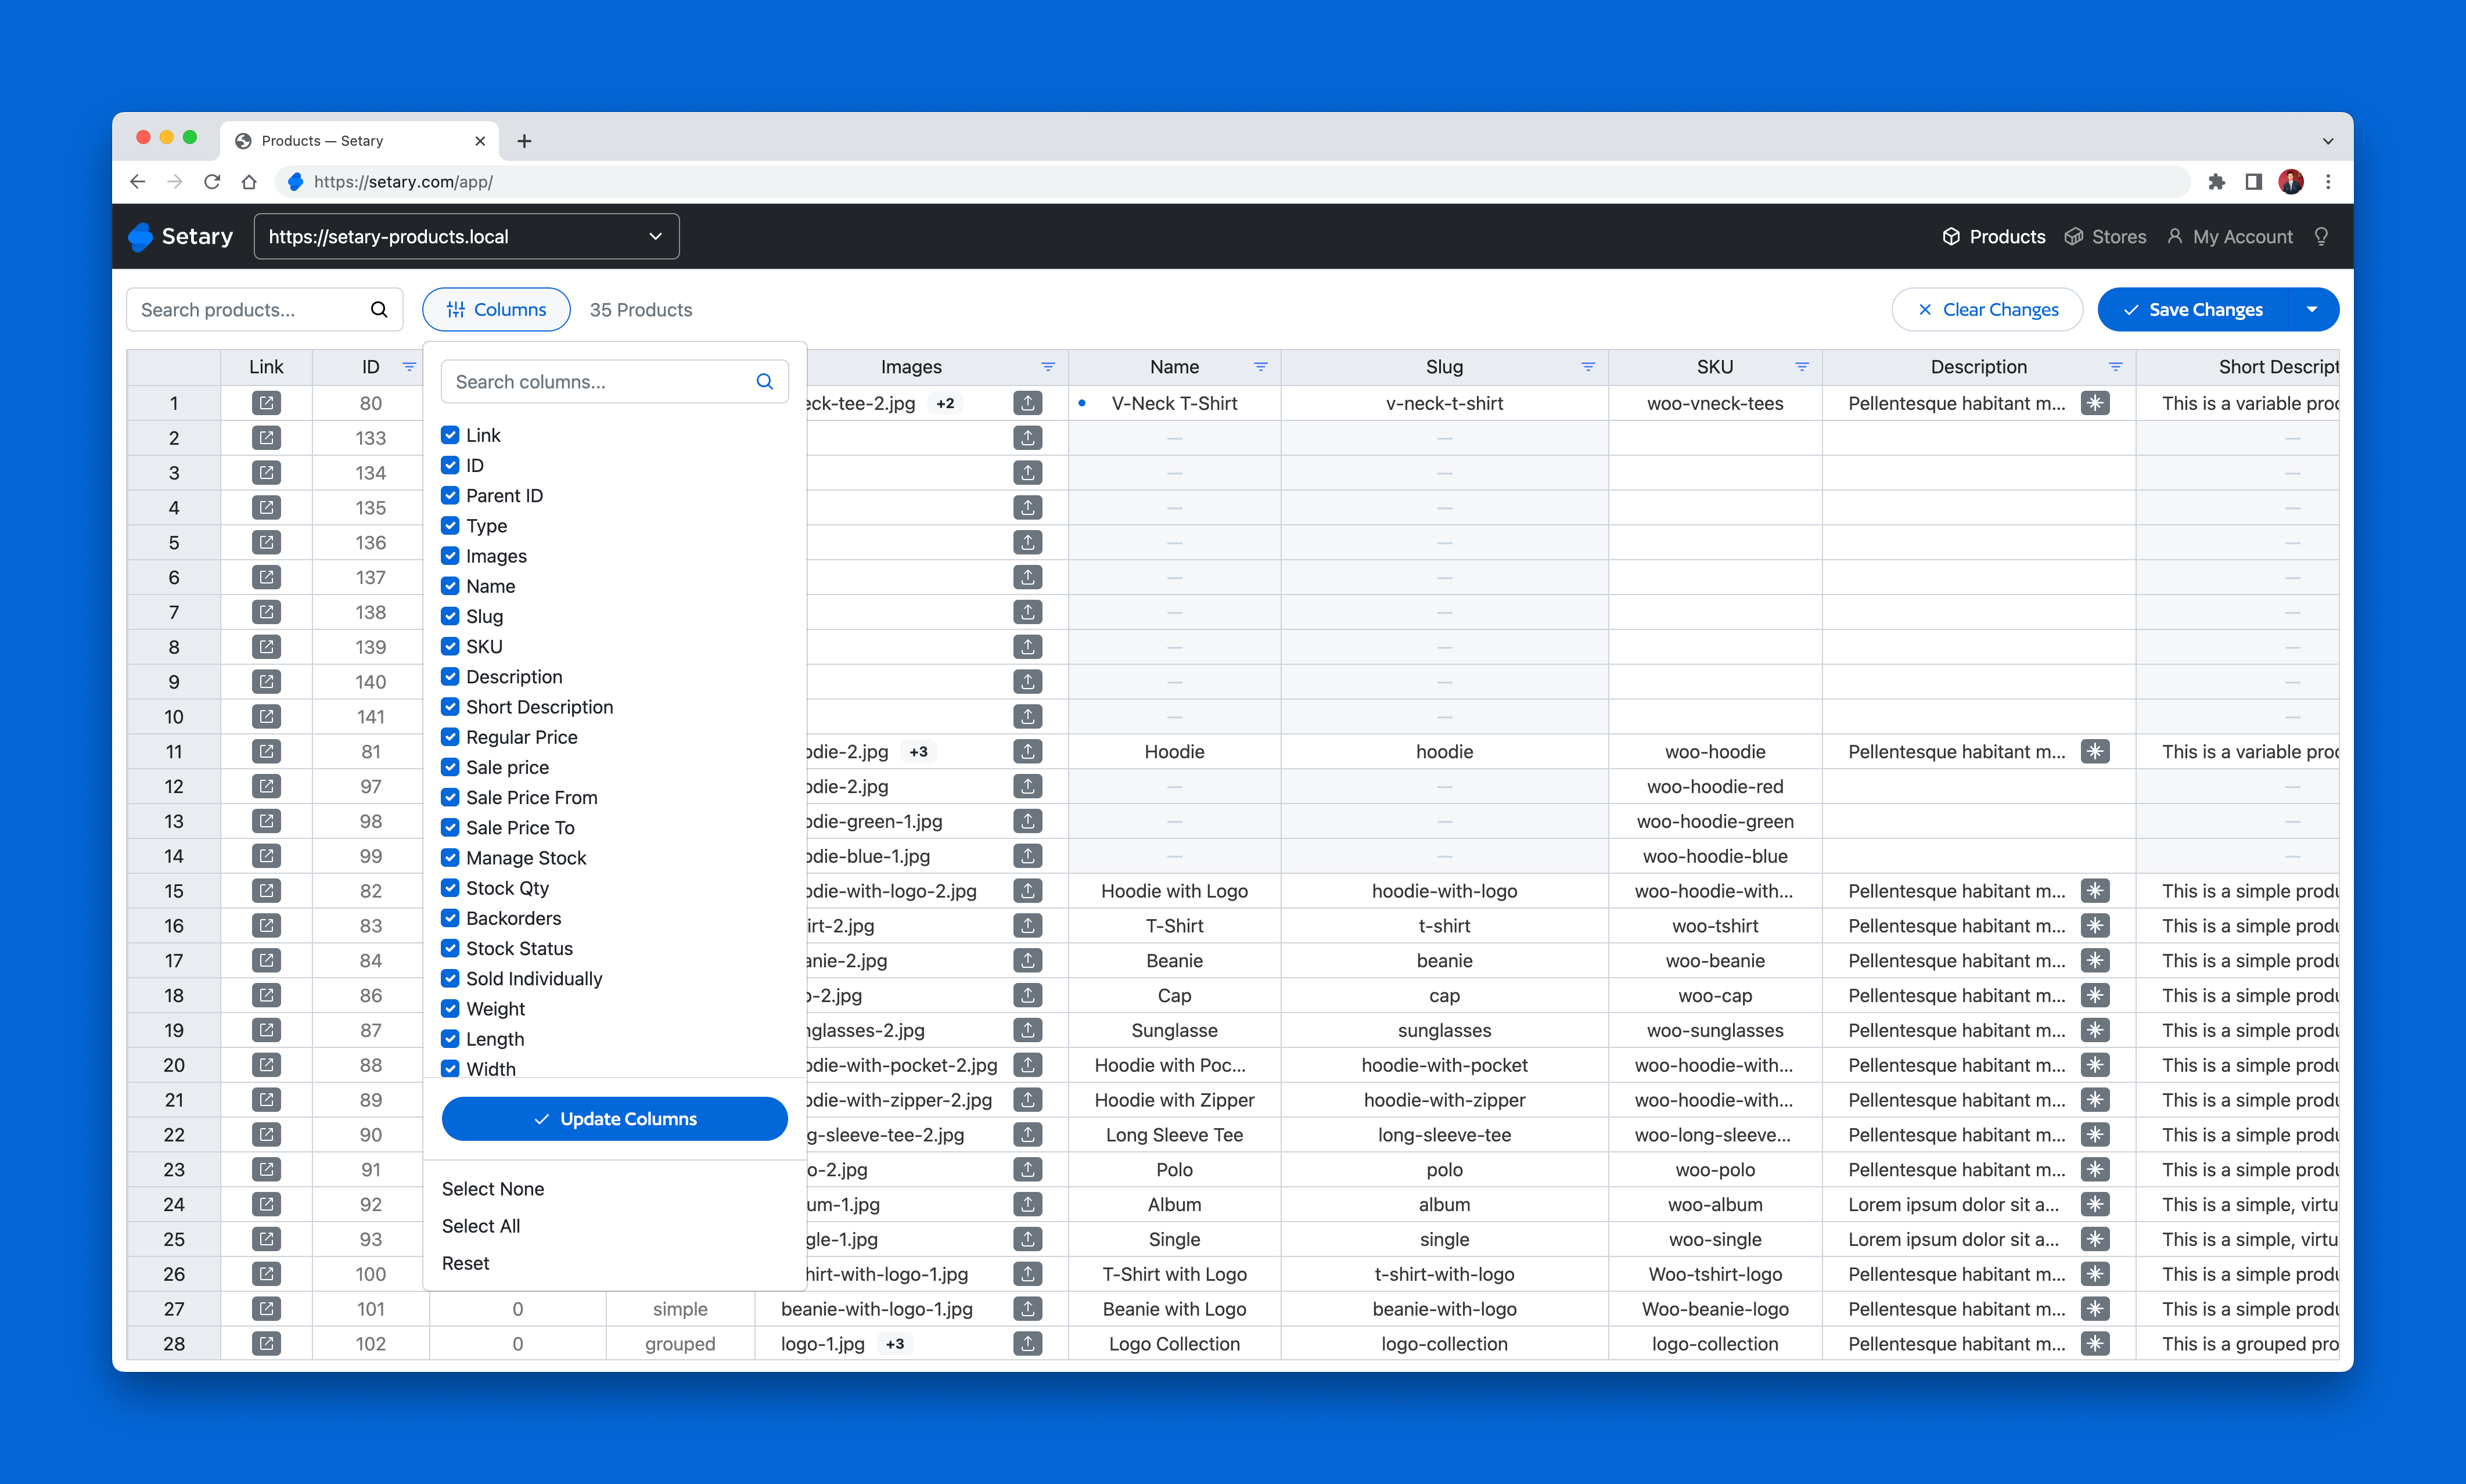 Products — Setary
https://setary.com/app/
Setary
https://setary-products.local
Products
Stores
My Account
Search products...
Columns
35 Products
Clear Changes
Save Changes
Link ID Images Name Slug SKU Description Short Descript
Search columns...
Link
ID
Parent ID
Type
Images
Name
Slug
SKU
Description
Short Description
Regular Price
Sale price
Sale Price From
Sale Price To
Manage Stock
Stock Qty
Backorders
Stock Status
Sold Individually
Weight
Length
Width
Update Columns
Select None
Select All
Reset
1 80 eck-tee-2.jpg +2 V-Neck T-Shirt v-neck-t-shirt woo-vneck-tees Pellentesque habitant m... This is a variable proc
2 133 — — —
3 134 — — —
4 135 — — —
5 136 — — —
6 137 — — —
7 138 — — —
8 139 — — —
9 140 — — —
10 141 — — —
11 81 odie-2.jpg +3 Hoodie hoodie woo-hoodie Pellentesque habitant m... This is a variable proc
12 97 odie-2.jpg — — woo-hoodie-red —
13 98 odie-green-1.jpg — — woo-hoodie-green —
14 99 odie-blue-1.jpg — — woo-hoodie-blue —
15 82 odie-with-logo-2.jpg Hoodie with Logo hoodie-with-logo woo-hoodie-with... Pellentesque habitant m... This is a simple produ
16 83 irt-2.jpg T-Shirt t-shirt woo-tshirt Pellentesque habitant m... This is a simple produ
17 84 anie-2.jpg Beanie beanie woo-beanie Pellentesque habitant m... This is a simple produ
18 86 o-2.jpg Cap cap woo-cap Pellentesque habitant m... This is a simple produ
19 87 nglasses-2.jpg Sunglasse sunglasses woo-sunglasses Pellentesque habitant m... This is a simple produ
20 88 odie-with-pocket-2.jpg Hoodie with Poc... hoodie-with-pocket woo-hoodie-with... Pellentesque habitant m... This is a simple produ
21 89 odie-with-zipper-2.jpg Hoodie with Zipper hoodie-with-zipper woo-hoodie-with... Pellentesque habitant m... This is a simple produ
22 90 g-sleeve-tee-2.jpg Long Sleeve Tee long-sleeve-tee woo-long-sleeve... Pellentesque habitant m... This is a simple produ
23 91 o-2.jpg Polo polo woo-polo Pellentesque habitant m... This is a simple produ
24 92 um-1.jpg Album album woo-album Lorem ipsum dolor sit a... This is a simple, virtu
25 93 gle-1.jpg Single single woo-single Lorem ipsum dolor sit a... This is a simple, virtu
26 100 hirt-with-logo-1.jpg T-Shirt with Logo t-shirt-with-logo Woo-tshirt-logo Pellentesque habitant m... This is a simple produ
27 101 0 simple beanie-with-logo-1.jpg Beanie with Logo beanie-with-logo Woo-beanie-logo Pellentesque habitant m... This is a simple produ
28 102 0 grouped logo-1.jpg +3 Logo Collection logo-collection logo-collection Pellentesque habitant m... This is a grouped pro